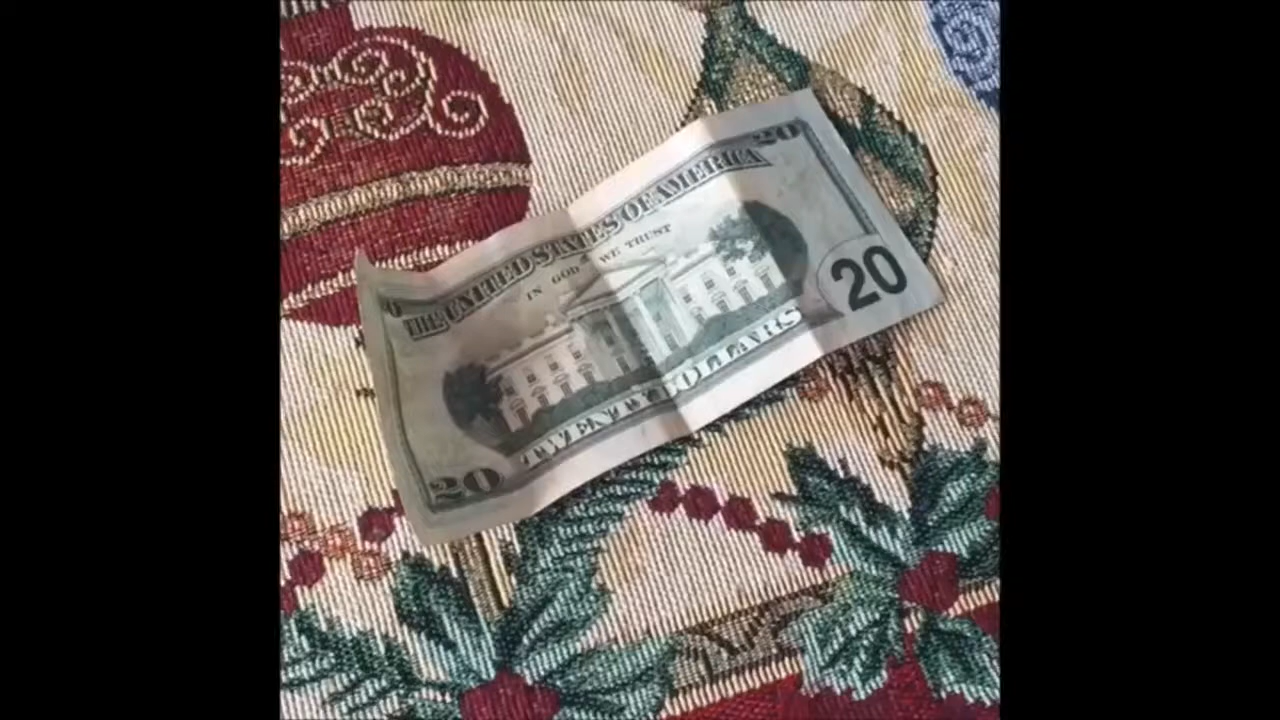 20
THE UNITED STATES OF AMERICA
IN GOD WE TRUST
20
TWENTY DOLLARS
20